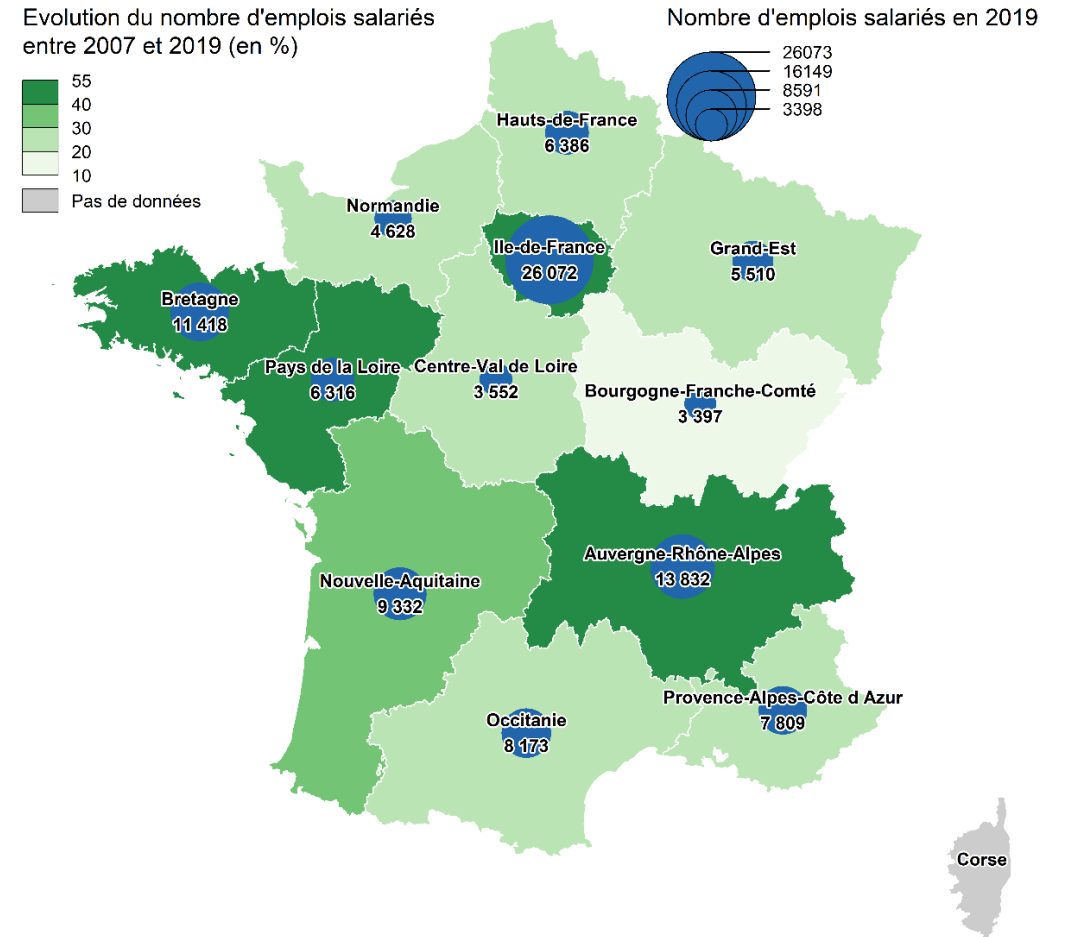 Evolution du nombre d'emplois salariés
entre 2007 et 2019 (en %)
55
40
30
20
10
Pas de données
Nombre d'emplois salariés en 2019
26073
16149
8591
3398
Hauts-de-France
6 386
Normandie
4 628
Ile-de-France
26 072
Grand-Est
5 510
Bretagne
11 418
Pays de la Loire
6 316
Centre-Val de Loire
3 552
Bourgogne-Franche-Comté
3 397
Auvergne-Rhône-Alpes
13 832
Nouvelle-Aquitaine
9 332
Provence-Alpes-Côte d Azur
7 809
Occitanie
8 173
Corse